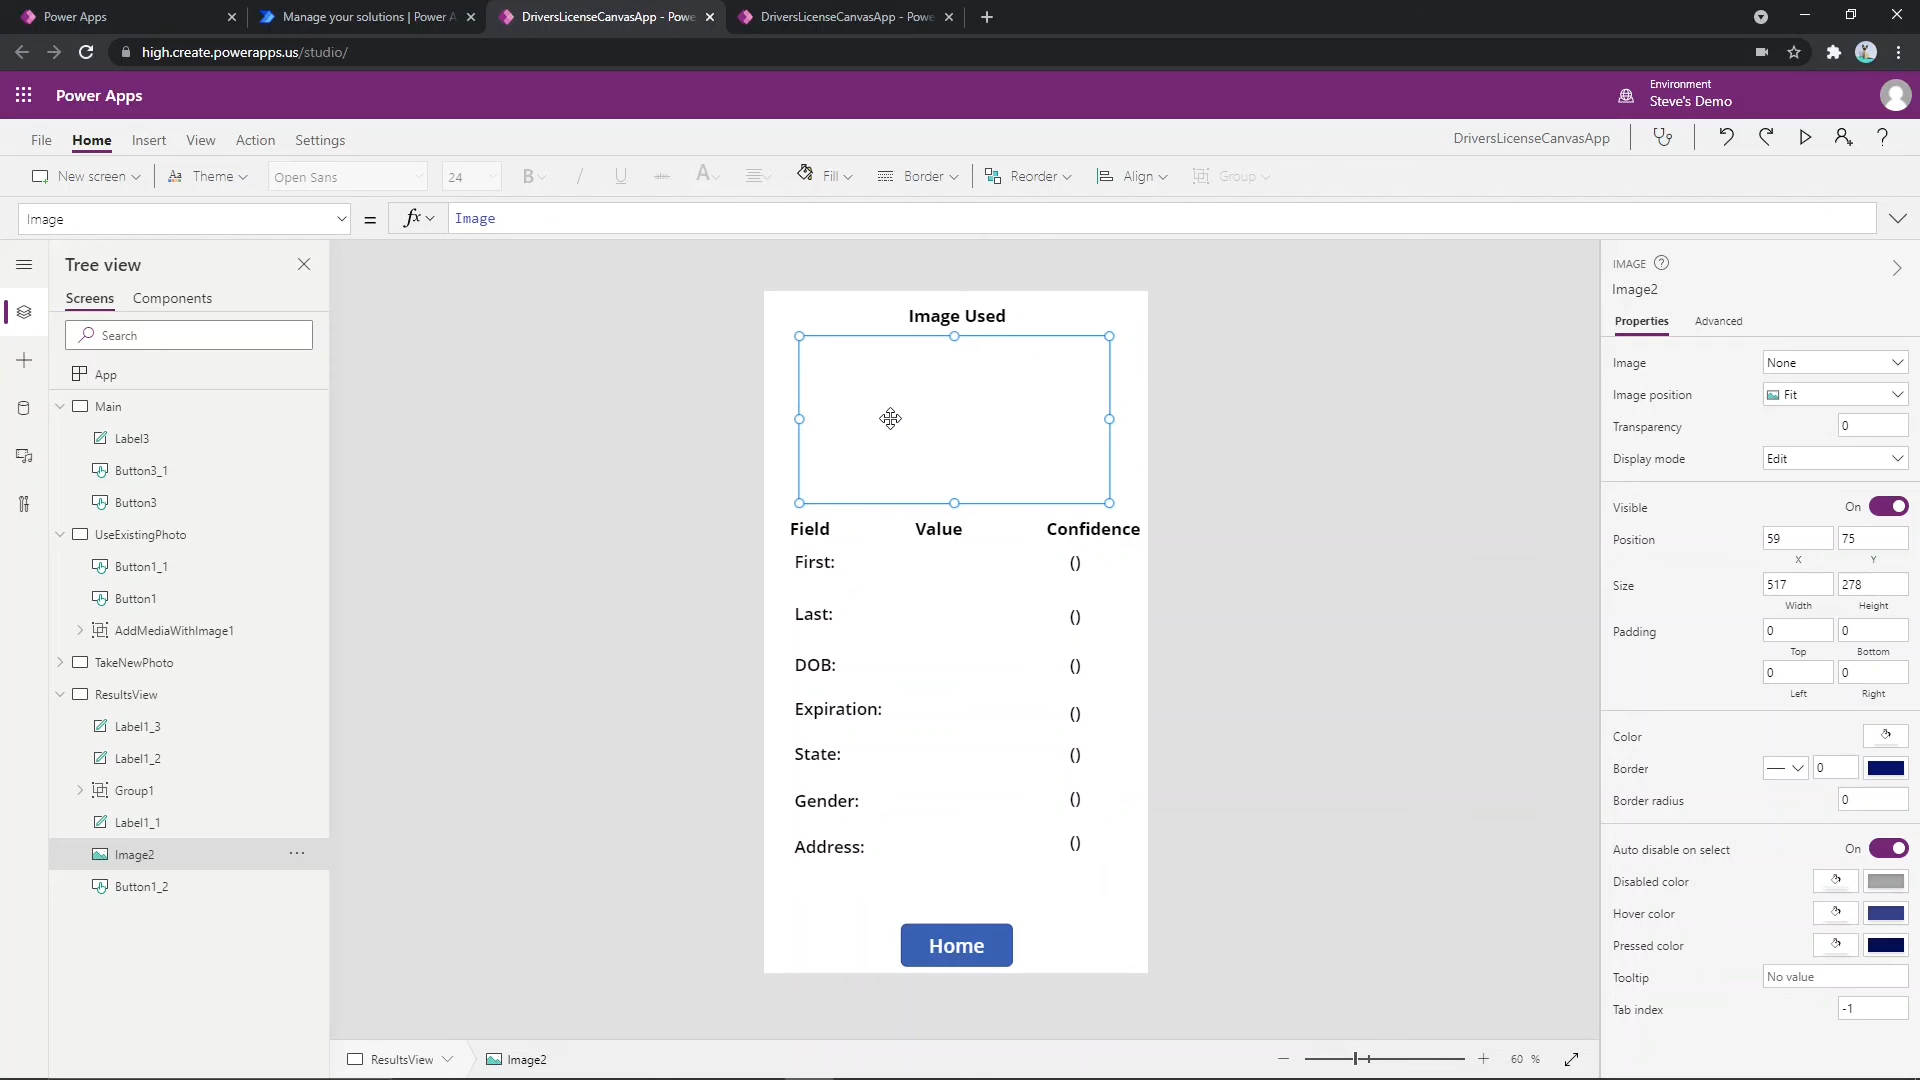 Power Apps
Manage your solutions | Power A
DriversLicenseCanvasApp - Powe
DriversLicenseCanvasApp - Powe
high.create.powerapps.us/studio/
Power Apps
Environment
Steve's Demo
File Home Insert View Action Settings
DriversLicenseCanvasApp
New screen
Theme
Open Sans
24
B
/
U
abc
A
Fill
Border
Reorder
Align
Group
Image
=
fx
Image
Tree view
Screens
Components
Search
App
Main
Label3
Button3_1
Button3
UseExistingPhoto
Button1_1
Button1
AddMediaWithImage1
TakeNewPhoto
ResultsView
Label1_3
Label1_2
Group1
Label1_1
Image2
Button1_2
Image Used
Field Value Confidence
First: ()
Last: ()
DOB: ()
Expiration: ()
State: ()
Gender: ()
Address: ()
Home
ResultsView
Image2
60 %
IMAGE
Image2
Properties
Advanced
Image None
Image position Fit
Transparency 0
Display mode Edit
Visible On
Position 59 75
X Y
Size 517 278
Width Height
Padding 0 0
Top Bottom
0 0
Left Right
Color
Border 0
Border radius 0
Auto disable on select On
Disabled color
Hover color
Pressed color
Tooltip No value
Tab index -1